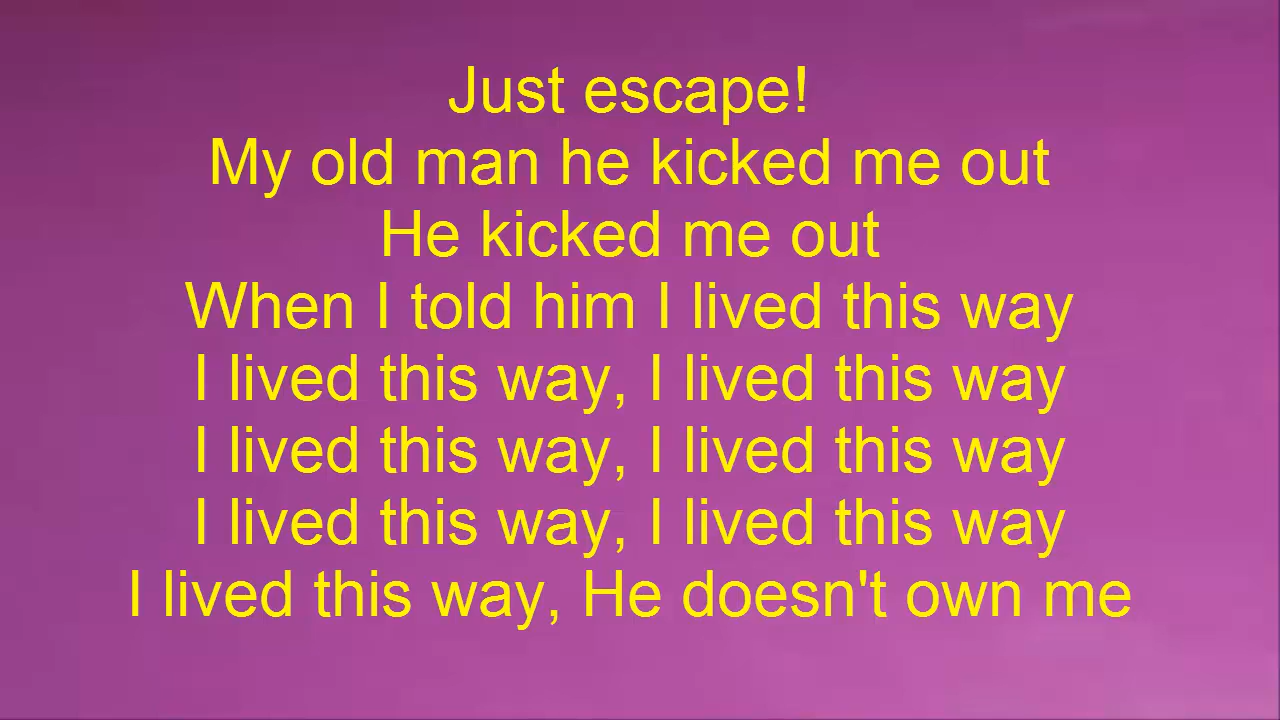 Just escape!
My old man he kicked me out
He kicked me out
When I told him I lived this way
I lived this way, I lived this way
I lived this way, I lived this way
I lived this way, I lived this way
I lived this way, He doesn't own me